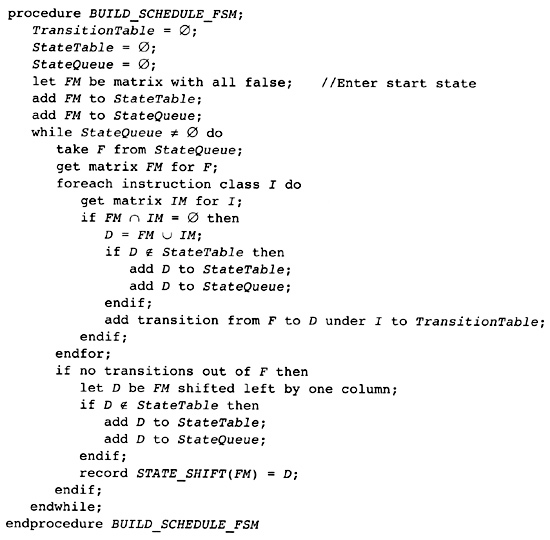 procedure BUILD_SCHEDULE_FSM;
TransitionTable = ∅;
StateTable = ∅;
StateQueue = ∅;
let FM be matrix with all false; //Enter start state
add FM to StateTable;
add FM to StateQueue;
while StateQueue ≠ ∅ do
take F from StateQueue;
get matrix FM for F;
foreach instruction class I do
get matrix IM for I;
if FM ∩ IM = ∅ then
D = FM ∪ IM;
if D ∉ StateTable then
add D to StateTable;
add D to StateQueue;
endif;
add transition from F to D under I to TransitionTable;
endif;
endfor;
if no transitions out of F then
let D be FM shifted left by one column;
if D ∉ StateTable then
add D to StateTable;
add D to StateQueue;
endif;
record STATE_SHIFT(FM) = D;
endif;
endwhile;
endprocedure BUILD_SCHEDULE_FSM